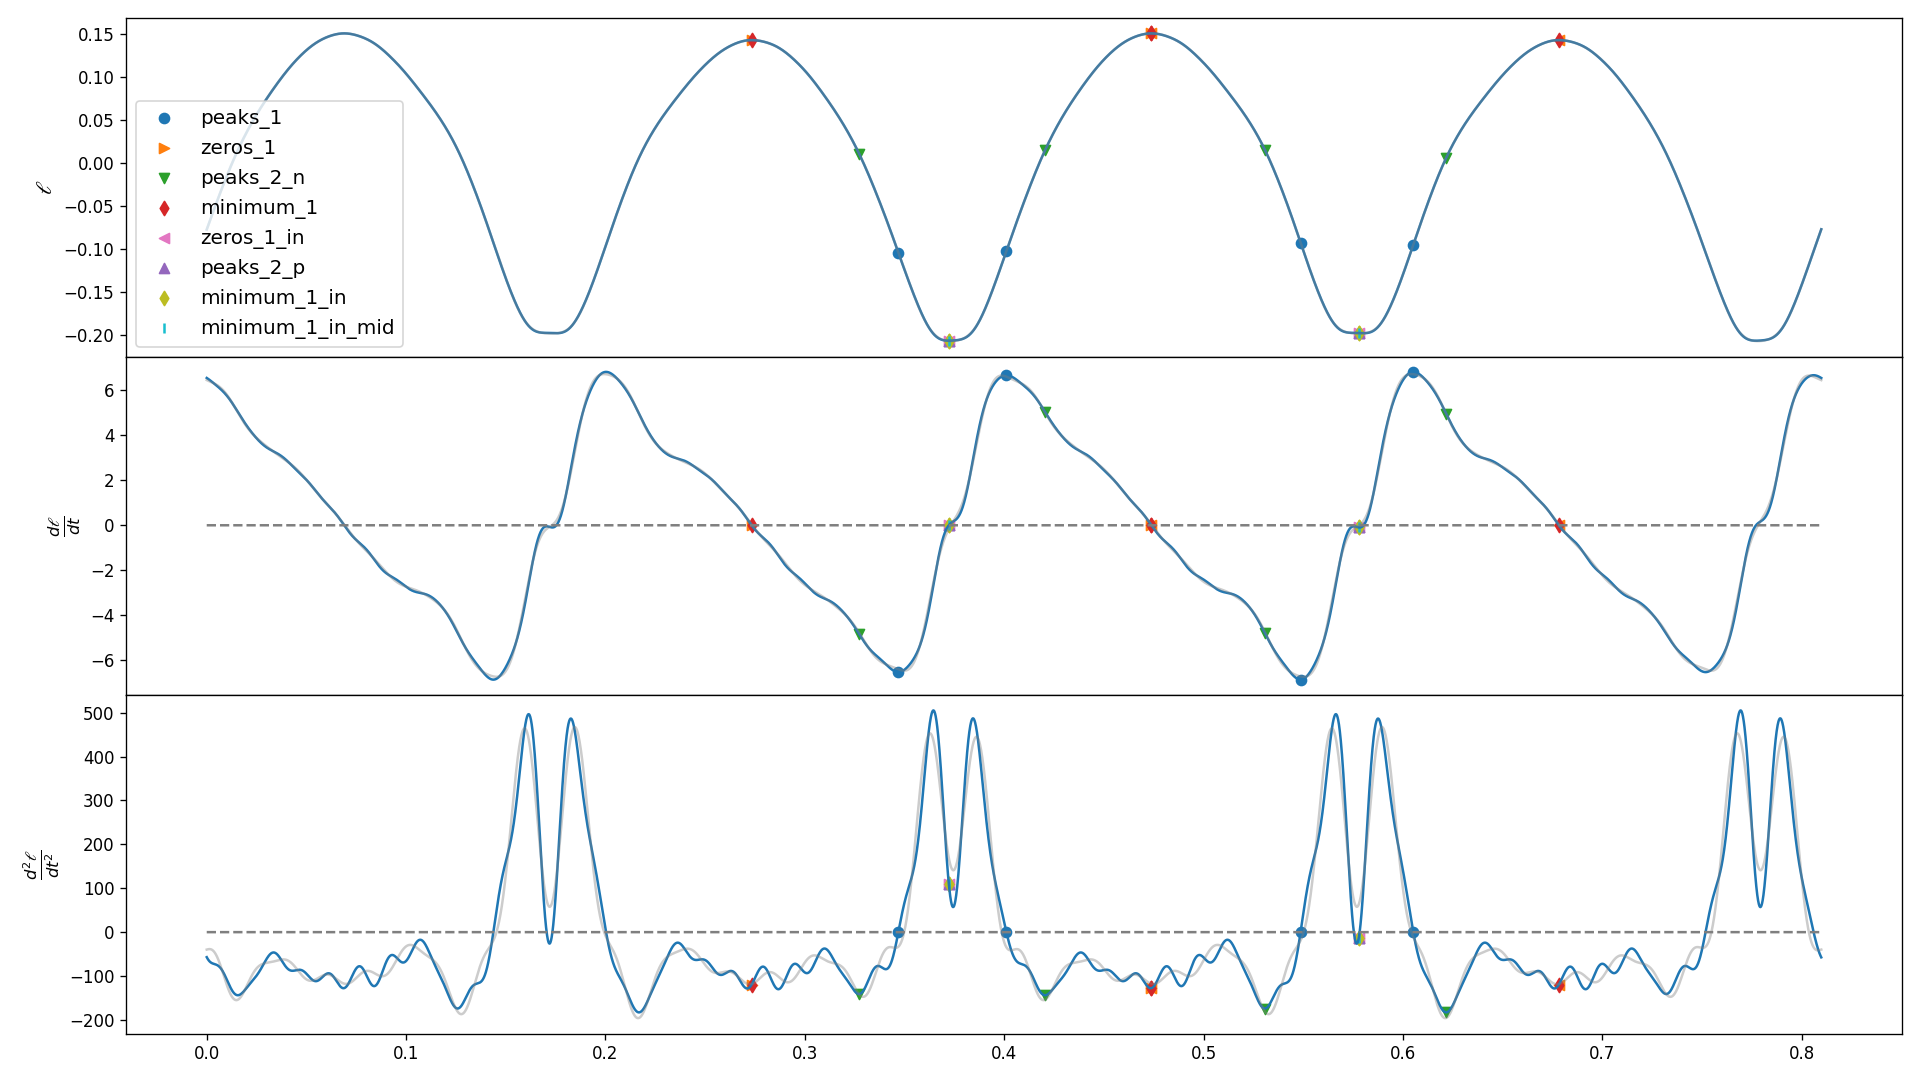 0.15
0.10
0.05
0.00
−0.05
−0.10
−0.15
−0.20
ℓ
peaks_1
zeros_1
peaks_2_n
minimum_1
zeros_1_in
peaks_2_p
minimum_1_in
minimum_1_in_mid
6
4
2
0
−2
−4
−6
dℓ
dt
500
400
300
200
100
0
−100
−200
d²ℓ
dt²
0.0 0.1 0.2 0.3 0.4 0.5 0.6 0.7 0.8